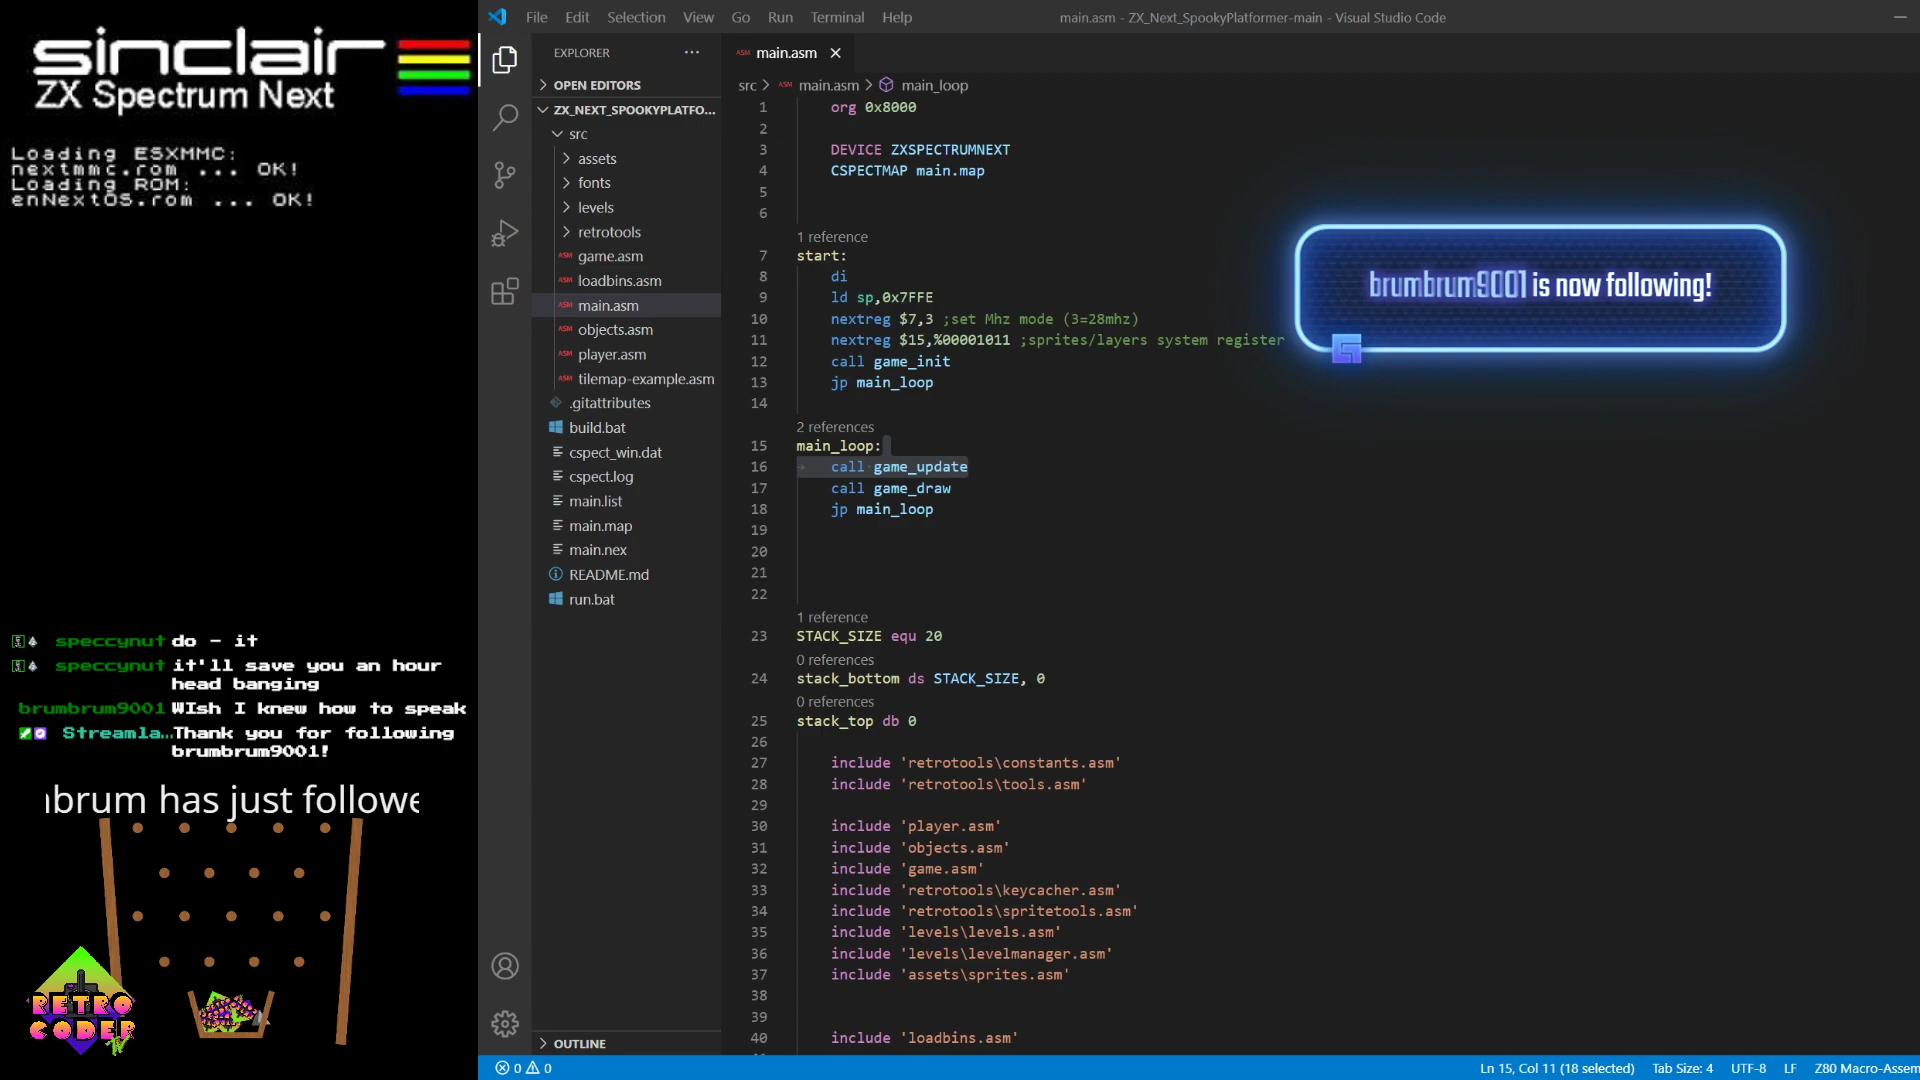 sinclair
ZX Spectrum Next
Loading ESXMMC:
nextmmc.rom ... OK!
Loading ROM:
enNextOS.rom ... OK!
speccynut do - it
speccynut it'll save you an hour
head banging
brumbrum9001 WIsh I knew how to speak
Streamla... Thank you for following
brumbrum9001!
brum has just followe
RETRO
CODER
TV
File Edit Selection View Go Run Terminal Help
main.asm - ZX_Next_SpookyPlatformer-main - Visual Studio Code
EXPLORER ...
OPEN EDITORS
ZX_NEXT_SPOOKYPLATFO...
src
assets
fonts
levels
retrotools
ASM game.asm
ASM loadbins.asm
ASM main.asm
ASM objects.asm
ASM player.asm
ASM tilemap-example.asm
.gitattributes
build.bat
cspect_win.dat
cspect.log
main.list
main.map
main.nex
README.md
run.bat
OUTLINE
ASM main.asm
src > ASM main.asm > main_loop
1 org 0x8000
2
3 DEVICE ZXSPECTRUMNEXT
4 CSPECTMAP main.map
5
6
1 reference
7 start:
8 di
9 ld sp,0x7FFE
10 nextreg $7,3 ;set Mhz mode (3=28mhz)
11 nextreg $15,%00001011 ;sprites/layers system register
12 call game_init
13 jp main_loop
14
2 references
15 main_loop:
16 call game_update
17 call game_draw
18 jp main_loop
19
20
21
22
1 reference
23 STACK_SIZE equ 20
0 references
24 stack_bottom ds STACK_SIZE, 0
0 references
25 stack_top db 0
26
27 include 'retrotools\constants.asm'
28 include 'retrotools\tools.asm'
29
30 include 'player.asm'
31 include 'objects.asm'
32 include 'game.asm'
33 include 'retrotools\keycacher.asm'
34 include 'retrotools\spritetools.asm'
35 include 'levels\levels.asm'
36 include 'levels\levelmanager.asm'
37 include 'assets\sprites.asm'
38
39
40 include 'loadbins.asm'
brumbrum9001 is now following!
0 0
Ln 15, Col 11 (18 selected) Tab Size: 4 UTF-8 LF Z80 Macro-Assem